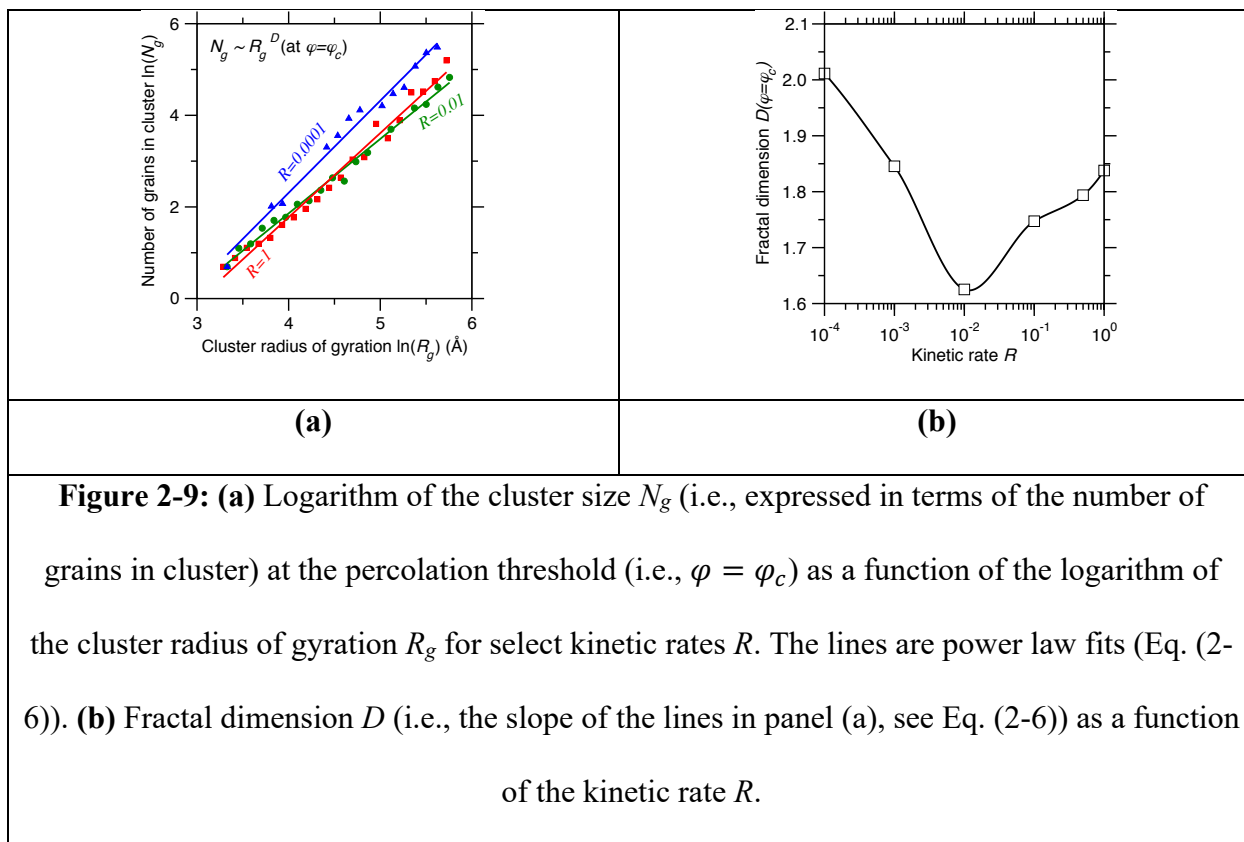 6
5
4
3
2
1
0
Number of grains in cluster ln(N_g)
N_g ~ R_g^D (at φ=φ_c)
R=0.0001
R=0.01
R=1
3 4 5 6
Cluster radius of gyration ln(R_g) (Å)
2.1
2.0
1.9
1.8
1.7
1.6
Fractal dimension D(φ=φ_c)
10^-4 10^-3 10^-2 10^-1 10^0
Kinetic rate R
(a) (b)
Figure 2-9: (a) Logarithm of the cluster size N_g (i.e., expressed in terms of the number of
grains in cluster) at the percolation threshold (i.e., φ = φ_c) as a function of the logarithm of
the cluster radius of gyration R_g for select kinetic rates R. The lines are power law fits (Eq. (2-
6)). (b) Fractal dimension D (i.e., the slope of the lines in panel (a), see Eq. (2-6)) as a function
of the kinetic rate R.